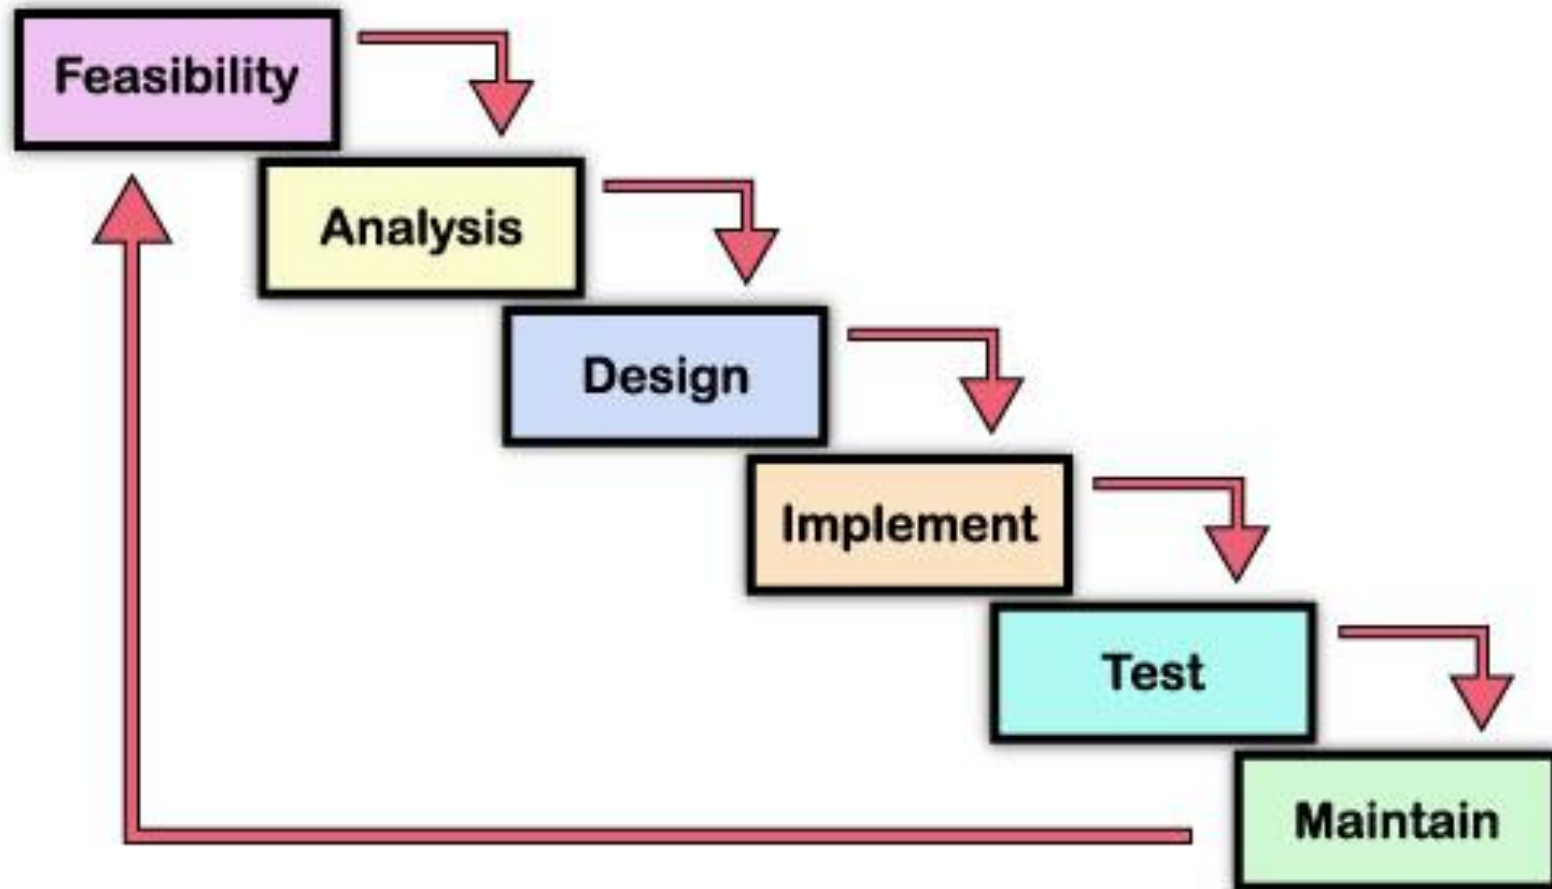 Feasibility
Analysis
Design
Implement
Test
Maintain